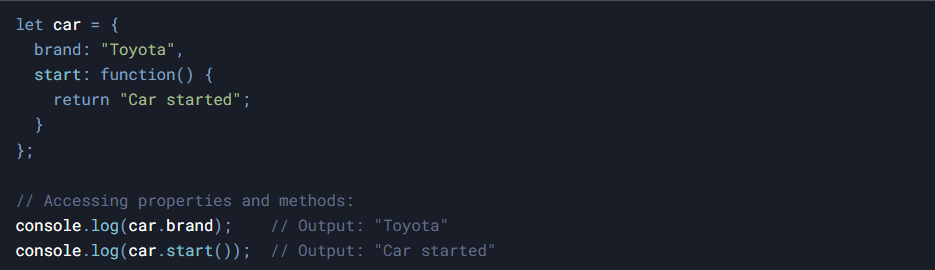 let car = {
  brand: "Toyota",
  start: function() {
    return "Car started";
  }
};

// Accessing properties and methods:
console.log(car.brand);    // Output: "Toyota"
console.log(car.start());  // Output: "Car started"